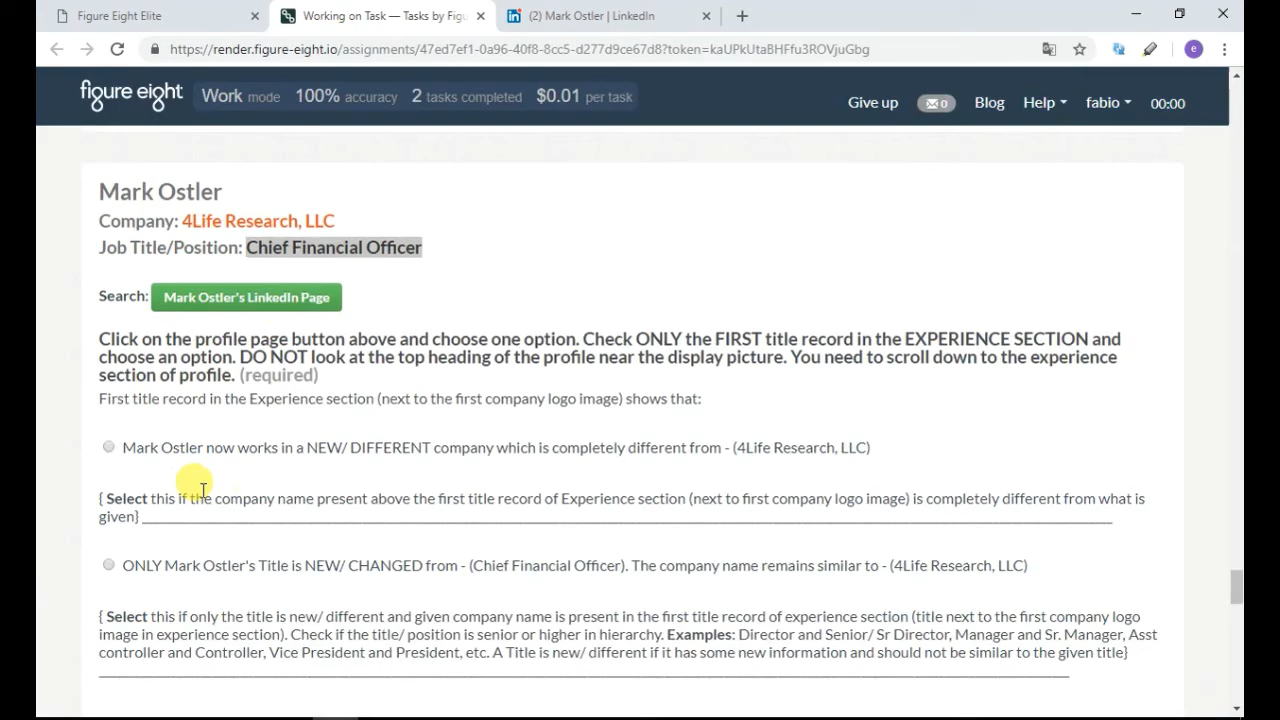 Figure Eight Elite
Working on Task — Tasks by Figu
(2) Mark Ostler | LinkedIn
https://render.figure-eight.io/assignments/47ed7ef1-0a96-40f8-8cc5-d277d9ce67d8?token=kaUPkUtaBHFfu3ROVjuGbg
e
figure eight
Work mode 100% accuracy 2 tasks completed $0.01 per task
Give up 0 Blog Help fabio 00:00
Mark Ostler
Company: 4Life Research, LLC
Job Title/Position: Chief Financial Officer
Search: Mark Ostler's LinkedIn Page
Click on the profile page button above and choose one option. Check ONLY the FIRST title record in the EXPERIENCE SECTION and
choose an option. DO NOT look at the top heading of the profile near the display picture. You need to scroll down to the experience
section of profile. (required)
First title record in the Experience section (next to the first company logo image) shows that:
Mark Ostler now works in a NEW/ DIFFERENT company which is completely different from - (4Life Research, LLC)
{ Select this if the company name present above the first title record of Experience section (next to first company logo image) is completely different from what is
given}
ONLY Mark Ostler's Title is NEW/ CHANGED from - (Chief Financial Officer). The company name remains similar to - (4Life Research, LLC)
{ Select this if only the title is new/ different and given company name is present in the first title record of experience section (title next to the first company logo
image in experience section). Check if the title/ position is senior or higher in hierarchy. Examples: Director and Senior/ Sr Director, Manager and Sr. Manager, Asst
controller and Controller, Vice President and President, etc. A Title is new/ different if it has some new information and should not be similar to the given title}